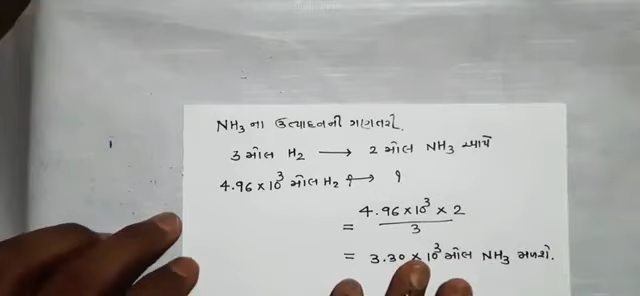 NH3 ના ઉત્પાદનની ગણતરી.
3 મોલ H2 → 2 મોલ NH3 આપે
4.96 × 10³ મોલ H2 → ?
= 4.96 × 10³ × 2 / 3
= 3.30 × 10³ મોલ NH3 મળશે.